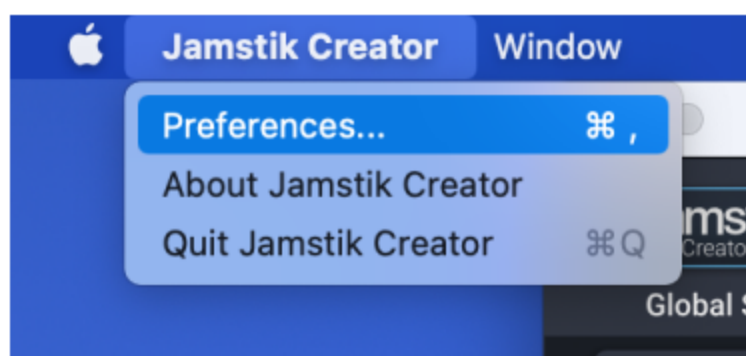 Jamstik Creator Window
Preferences... ⌘ ,
About Jamstik Creator
Quit Jamstik Creator ⌘Q
Global